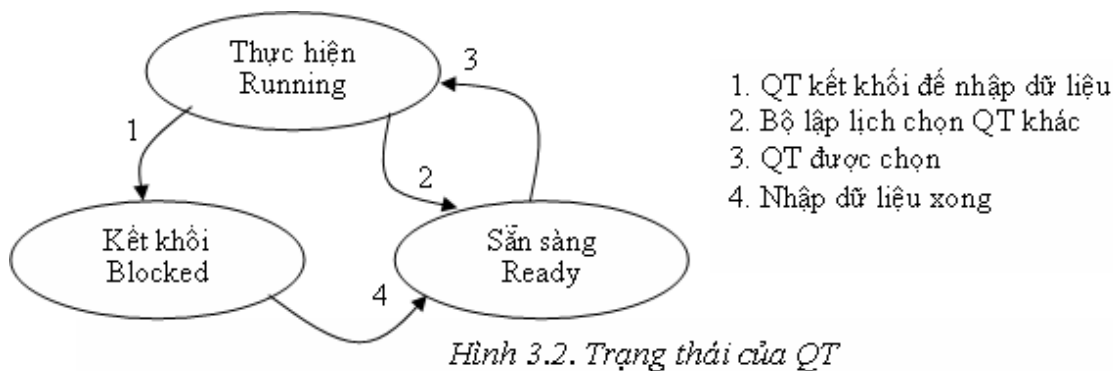 Thực hiện
Running
3
1
2
Kết khối
Blocked
Sẵn sàng
Ready
4
1. QT kết khối để nhập dữ liệu
2. Bộ lập lịch chọn QT khác
3. QT được chọn
4. Nhập dữ liệu xong
Hình 3.2. Trạng thái của QT